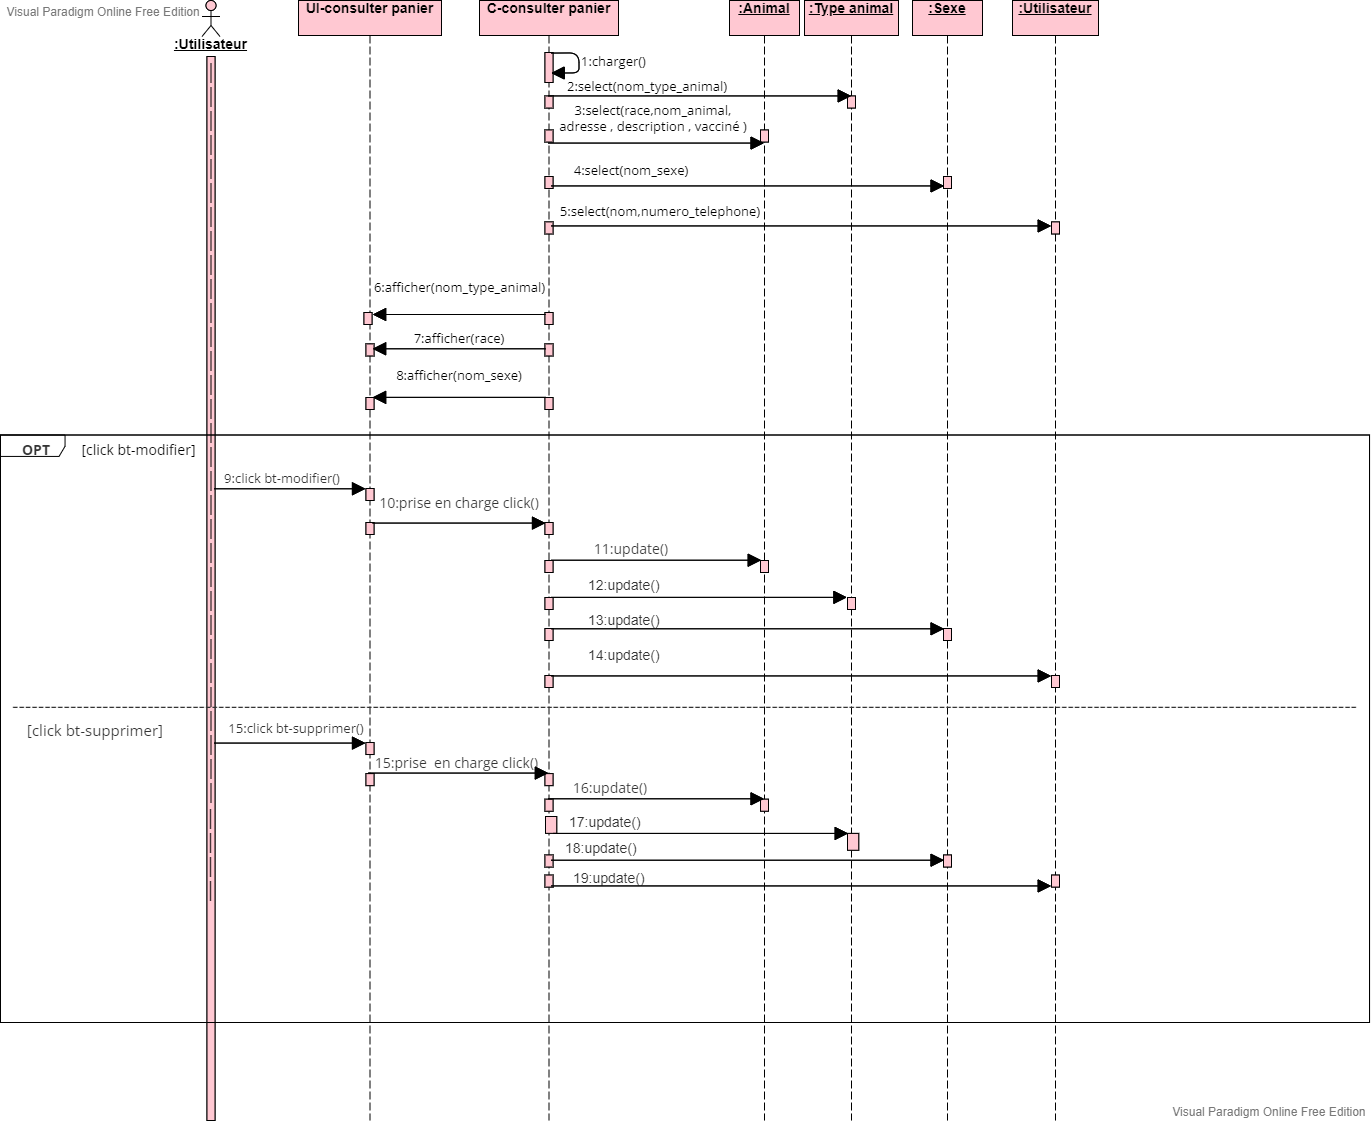 Visual Paradigm Online Free Edition
:Utilisateur
UI-consulter panier
C-consulter panier
:Animal
:Type animal
:Sexe
:Utilisateur
1:charger()
2:select(nom_type_animal)
3:select(race,nom_animal,
adresse , description , vacciné )
4:select(nom_sexe)
5:select(nom,numero_telephone)
6:afficher(nom_type_animal)
7:afficher(race)
8:afficher(nom_sexe)
OPT
[click bt-modifier]
9:click bt-modifier()
10:prise en charge click()
11:update()
12:update()
13:update()
14:update()
[click bt-supprimer]
15:click bt-supprimer()
15:prise  en charge click()
16:update()
17:update()
18:update()
19:update()
Visual Paradigm Online Free Edition